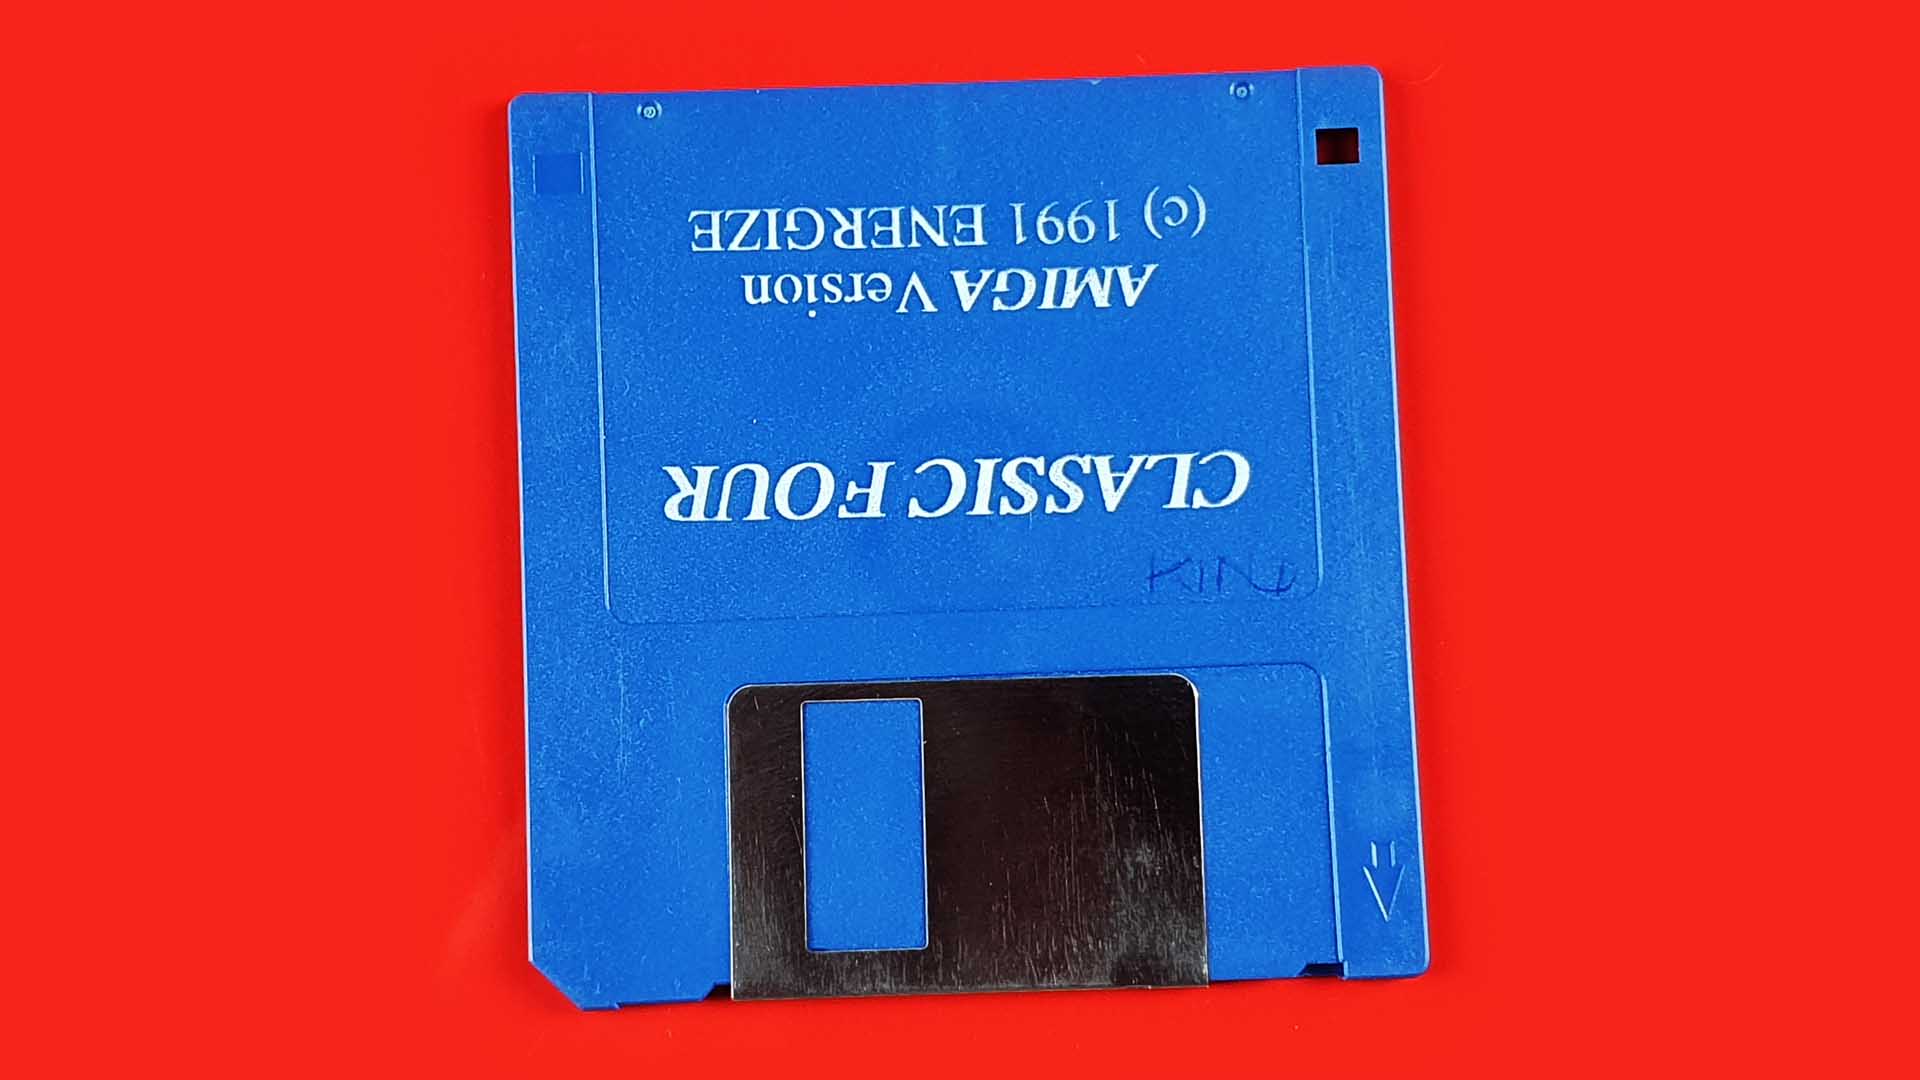 CLASSIC FOUR
AMIGA Version
(c) 1991 ENERGIZE